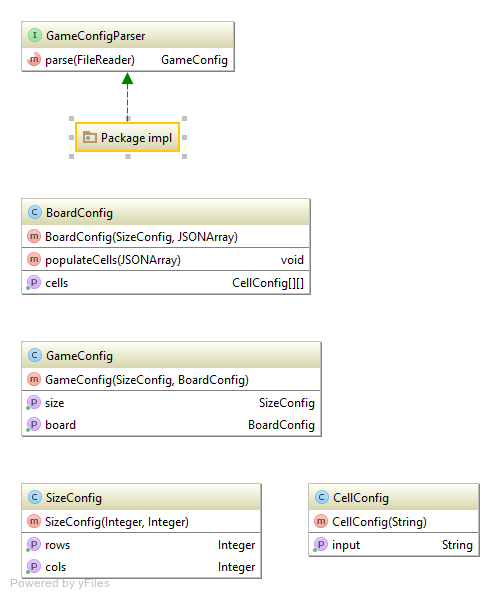 GameConfigParser
parse(FileReader) GameConfig
Package impl
BoardConfig
BoardConfig(SizeConfig, JSONArray)
populateCells(JSONArray) void
cells CellConfig[][]
GameConfig
GameConfig(SizeConfig, BoardConfig)
size SizeConfig
board BoardConfig
SizeConfig
SizeConfig(Integer, Integer)
rows Integer
cols Integer
CellConfig
CellConfig(String)
input String
Powered by yFiles